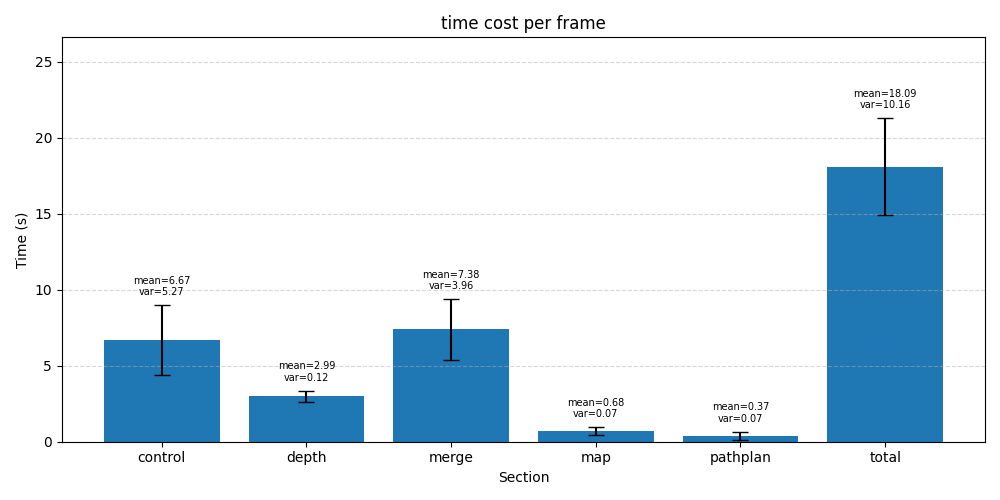 time cost per frame
25
20
15
10
5
0
Time (s)
mean=6.67
var=5.27
mean=2.99
var=0.12
mean=7.38
var=3.96
mean=0.68
var=0.07
mean=0.37
var=0.07
mean=18.09
var=10.16
control depth merge map pathplan total
Section